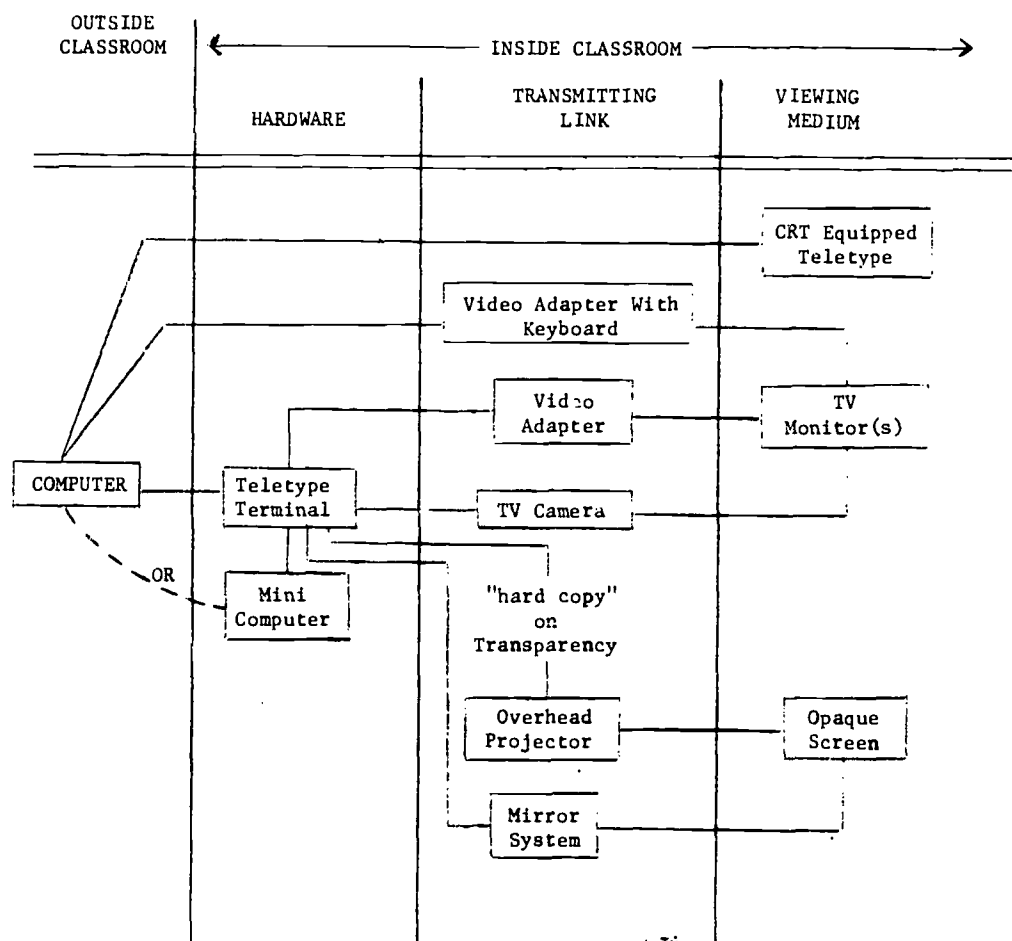 OUTSIDE
CLASSROOM
INSIDE CLASSROOM
HARDWARE
TRANSMITTING
LINK
VIEWING
MEDIUM
CRT Equipped
Teletype
Video Adapter With
Keyboard
Video
Adapter
TV
Monitor(s)
COMPUTER
Teletype
Terminal
TV Camera
OR
Mini
Computer
"hard copy"
on
Transparency
Overhead
Projector
Opaque
Screen
Mirror
System